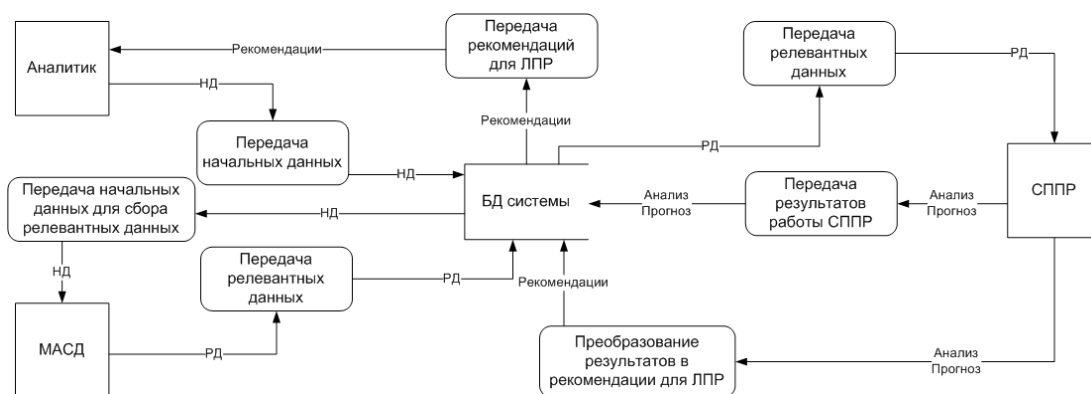 Передача
рекомендаций
для ЛПР
Рекомендации
Аналитик
НД
Передача
начальных данных
НД
Рекомендации
Передача
релевантных
данных
РД
РД
БД системы
СППР
Анализ
Прогноз
Передача
результатов
работы СППР
Анализ
Прогноз
Передача начальных
данных для сбора
релевантных данных
НД
НД
МАСД
РД
Передача
релевантных
данных
РД
Рекомендации
Преобразование
результатов в
рекомендации для ЛПР
Анализ
Прогноз